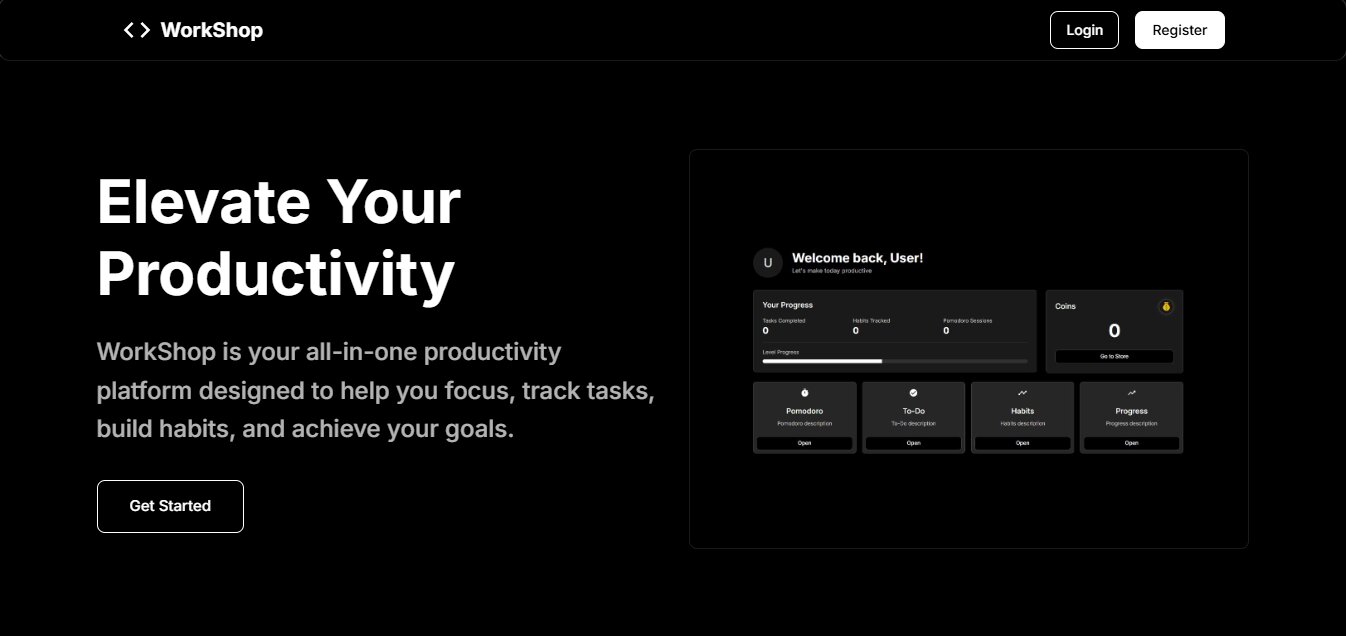 WorkShop
Login
Register
Elevate Your
Productivity
WorkShop is your all-in-one productivity
platform designed to help you focus, track tasks,
build habits, and achieve your goals.
Get Started
U
Welcome back, User!
Let's make today productive
Your Progress
Tasks Completed
Habits Tracked
Pomodoro Sessions
0
0
0
Level Progress
Coins
0
Go to Store
Pomodoro
Pomodoro description
Open
To-Do
To-Do description
Open
Habits
Habits description
Open
Progress
Progress description
Open